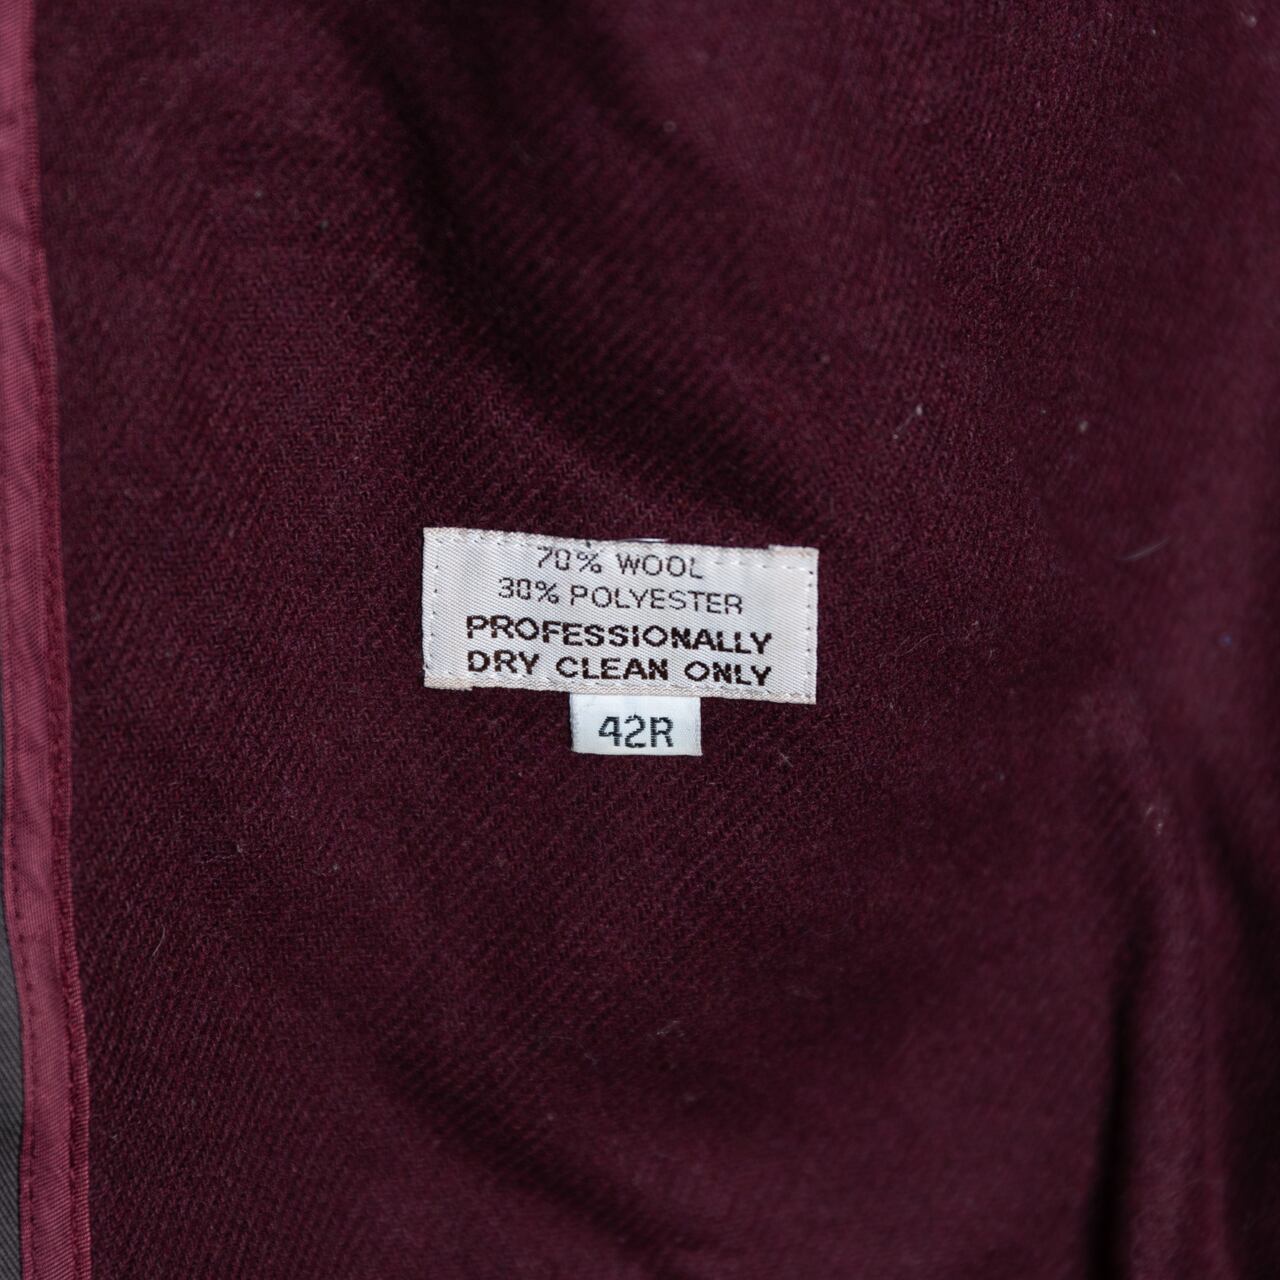 70% WOOL
30% POLYESTER
PROFESSIONALLY
DRY CLEAN ONLY
42R